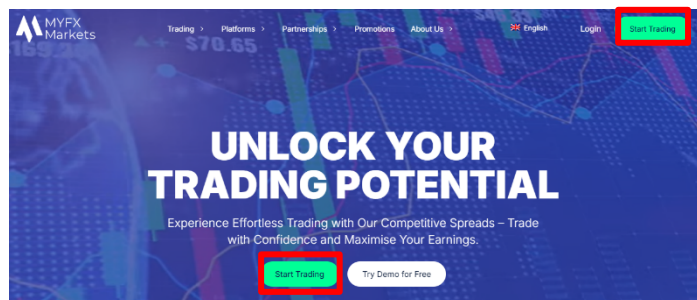 MYFX
Markets
Trading
Platforms
Partnerships
Promotions
About Us
English
Login
Start Trading
$70.65
UNLOCK YOUR
TRADING POTENTIAL
Experience Effortless Trading with Our Competitive Spreads – Trade
with Confidence and Maximise Your Earnings.
Start Trading
Try Demo for Free